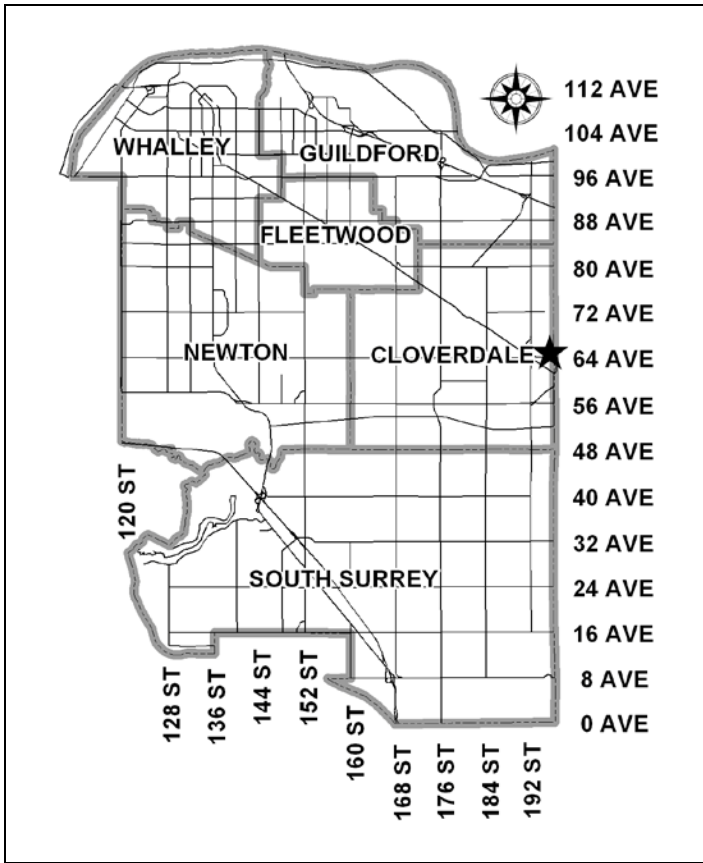 112 AVE
104 AVE
WHALLEY
GUILDFORD
96 AVE
88 AVE
FLEETWOOD
80 AVE
72 AVE
NEWTON
CLOVERDALE
64 AVE
56 AVE
48 AVE
120 ST
40 AVE
32 AVE
SOUTH SURREY
24 AVE
16 AVE
128 ST
136 ST
144 ST
152 ST
160 ST
8 AVE
0 AVE
168 ST
176 ST
184 ST
192 ST